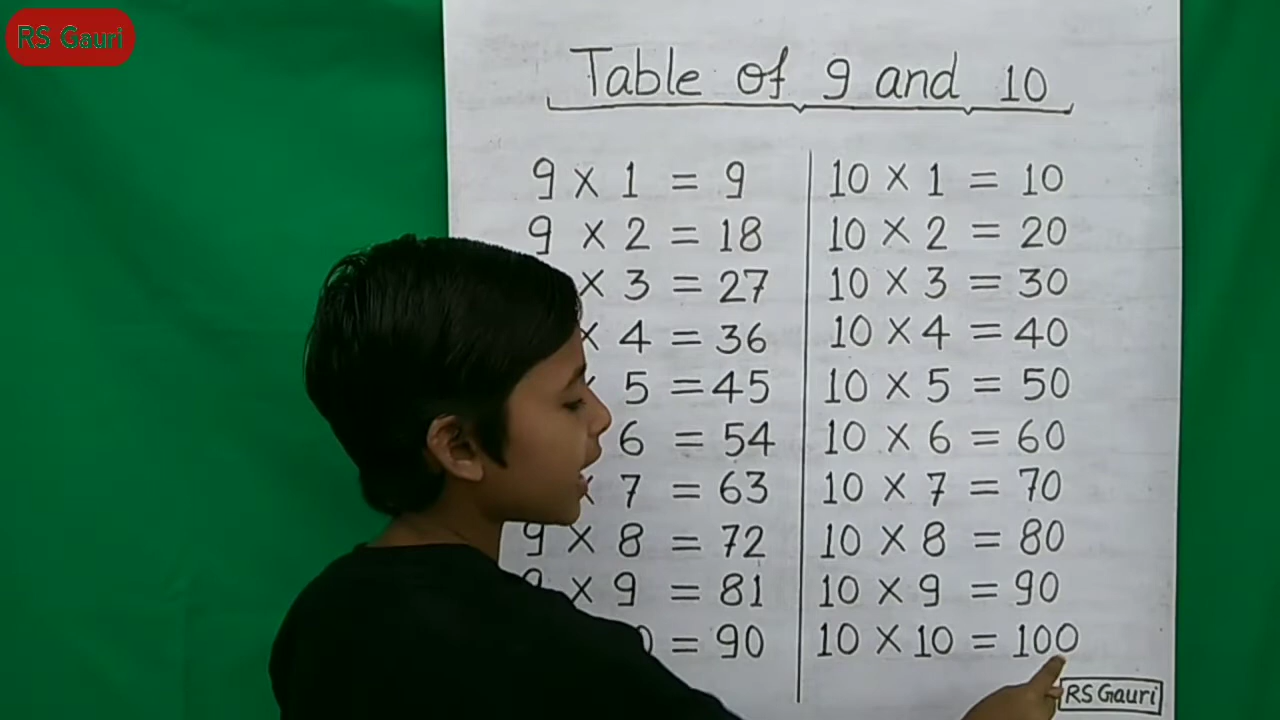 RS Gauri
Table of 9 and 10
9 × 1 = 9
9 × 2 = 18
× 3 = 27
× 4 = 36
× 5 = 45
6 = 54
× 7 = 63
9 × 8 = 72
9 × 9 = 81
0 = 90
10 × 1 = 10
10 × 2 = 20
10 × 3 = 30
10 × 4 = 40
10 × 5 = 50
10 × 6 = 60
10 × 7 = 70
10 × 8 = 80
10 × 9 = 90
10 × 10 = 100
RS Gauri